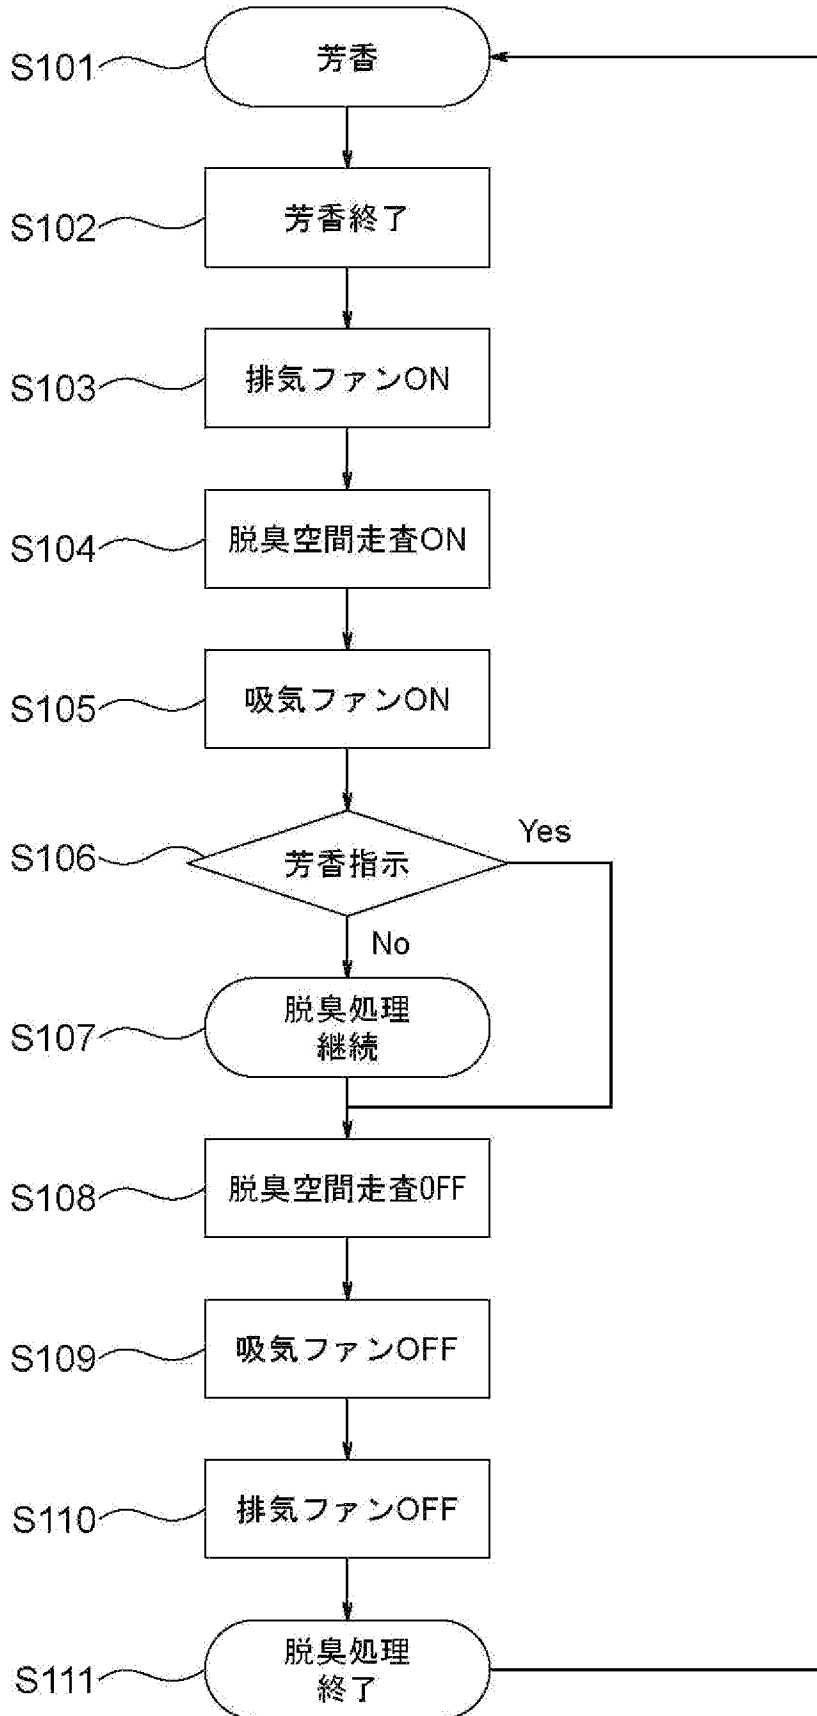 S101
芳香
S102
芳香終了
S103
排気ファンON
S104
脱臭空間走査ON
S105
吸気ファンON
S106
芳香指示
Yes
No
S107
脱臭処理
継続
S108
脱臭空間走査OFF
S109
吸気ファンOFF
S110
排気ファンOFF
S111
脱臭処理
終了